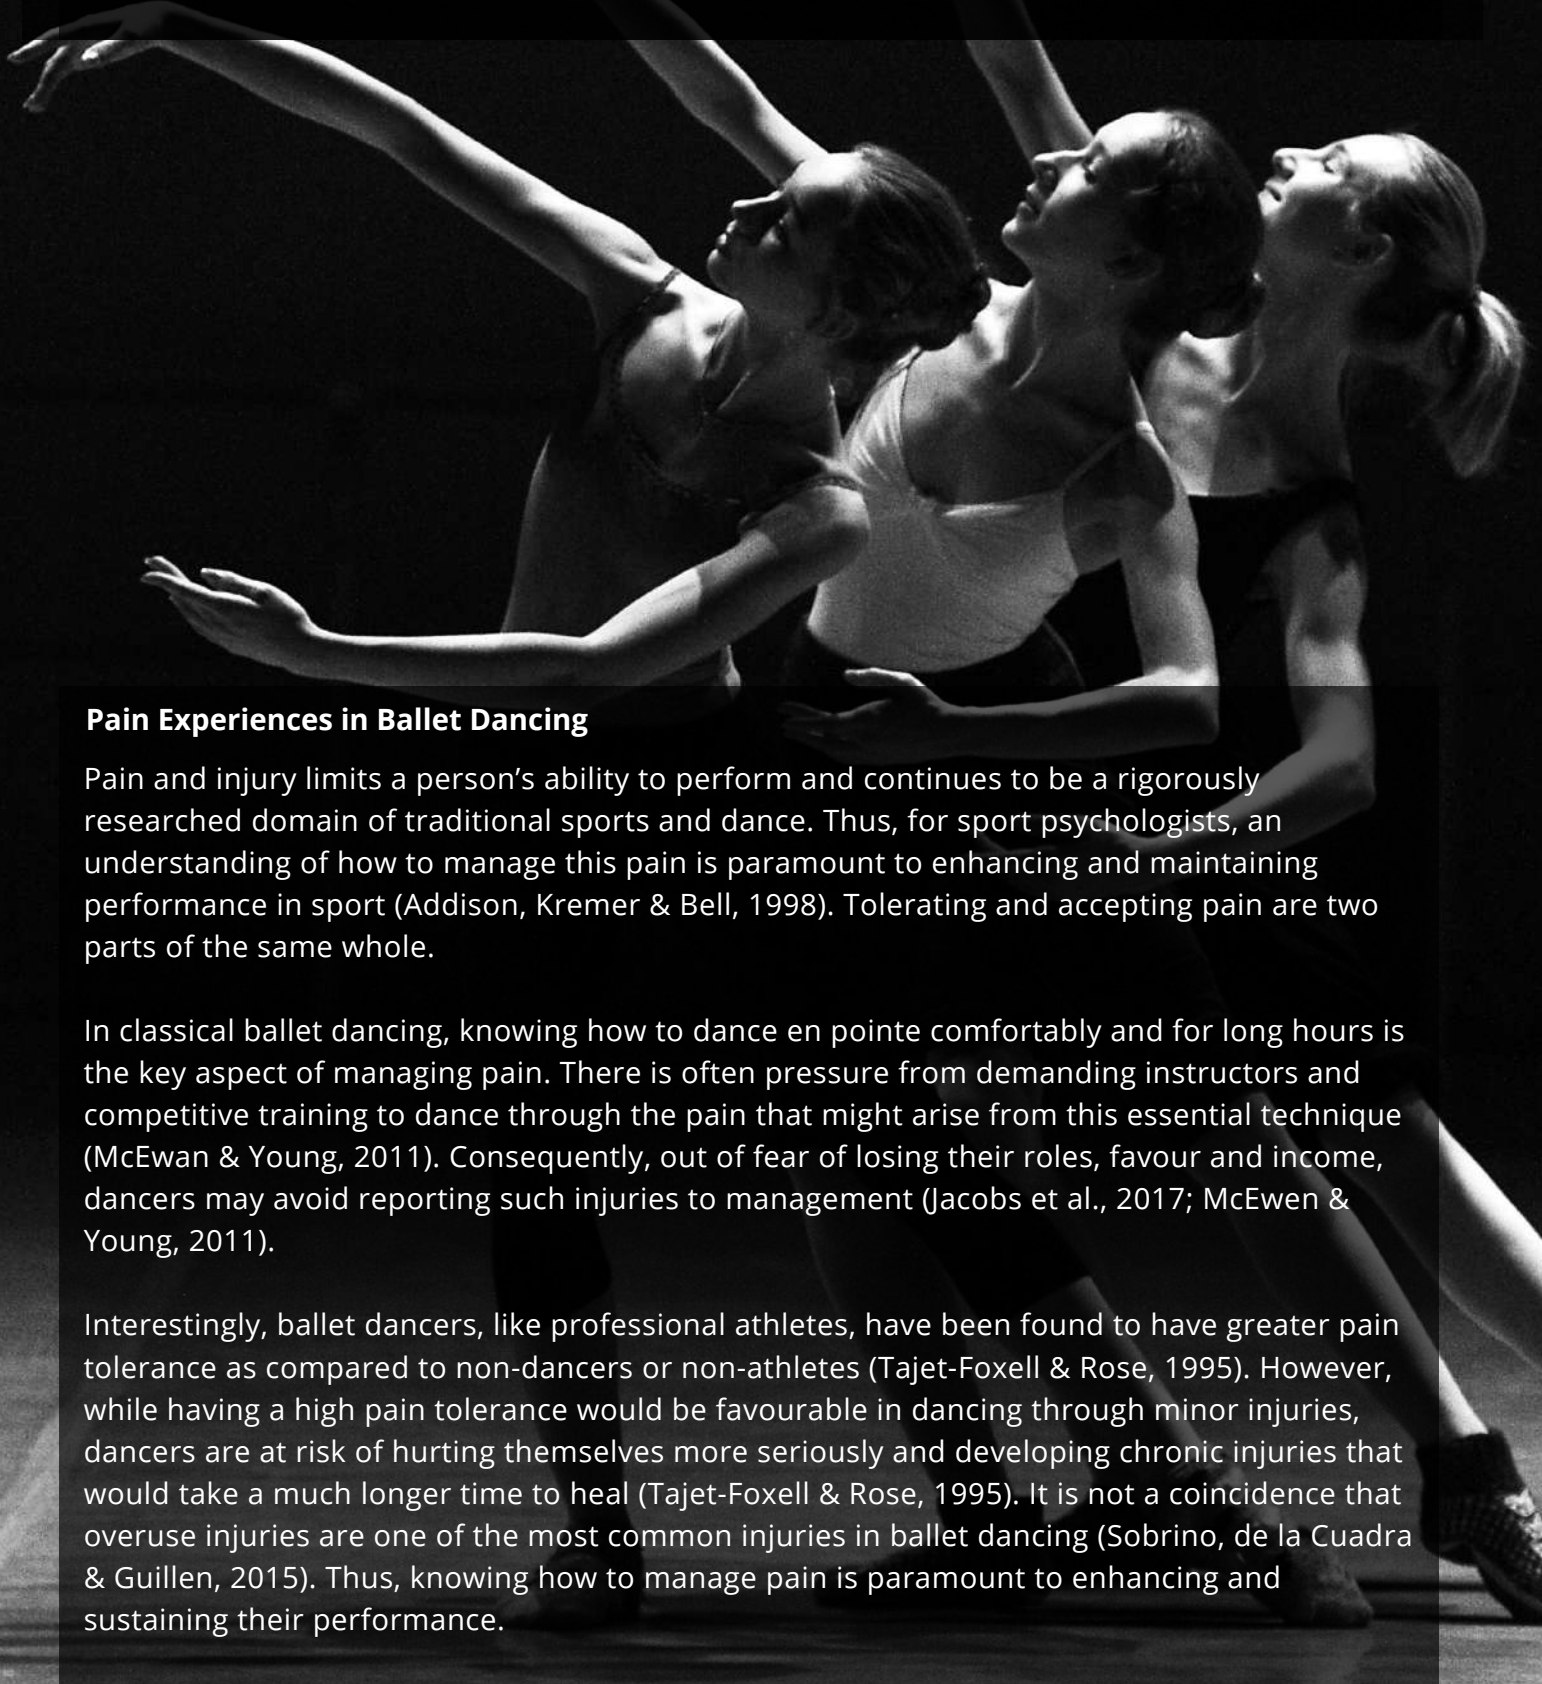 Pain Experiences in Ballet Dancing
Pain and injury limits a person’s ability to perform and continues to be a rigorously
researched domain of traditional sports and dance. Thus, for sport psychologists, an
understanding of how to manage this pain is paramount to enhancing and maintaining
performance in sport (Addison, Kremer & Bell, 1998). Tolerating and accepting pain are two
parts of the same whole.
In classical ballet dancing, knowing how to dance en pointe comfortably and for long hours is
the key aspect of managing pain. There is often pressure from demanding instructors and
competitive training to dance through the pain that might arise from this essential technique
(McEwan & Young, 2011). Consequently, out of fear of losing their roles, favour and income,
dancers may avoid reporting such injuries to management (Jacobs et al., 2017; McEwen &
Young, 2011).
Interestingly, ballet dancers, like professional athletes, have been found to have greater pain
tolerance as compared to non-dancers or non-athletes (Tajet-Foxell & Rose, 1995). However,
while having a high pain tolerance would be favourable in dancing through minor injuries,
dancers are at risk of hurting themselves more seriously and developing chronic injuries that
would take a much longer time to heal (Tajet-Foxell & Rose, 1995). It is not a coincidence that
overuse injuries are one of the most common injuries in ballet dancing (Sobrino, de la Cuadra
& Guillen, 2015). Thus, knowing how to manage pain is paramount to enhancing and
sustaining their performance.